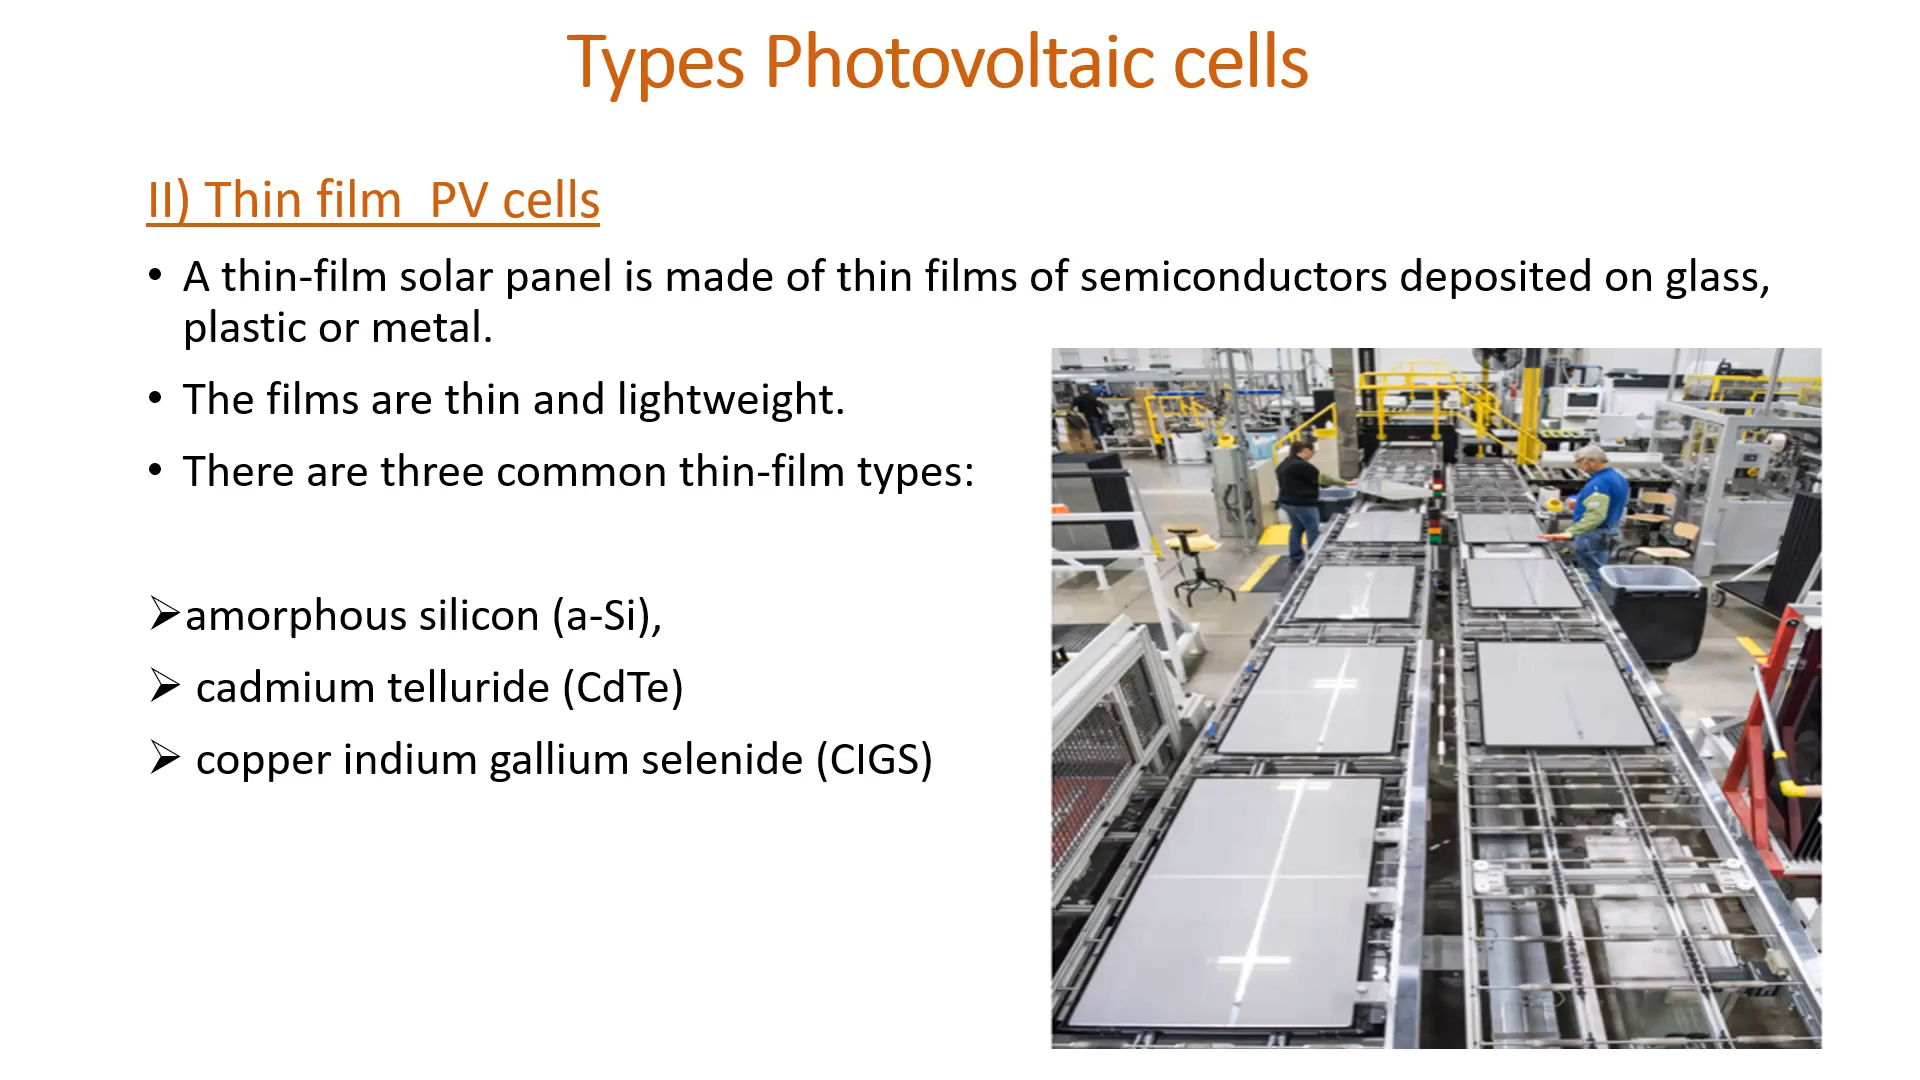 Types Photovoltaic cells
II) Thin film  PV cells
• A thin-film solar panel is made of thin films of semiconductors deposited on glass,
plastic or metal.
• The films are thin and lightweight.
• There are three common thin-film types:
➢amorphous silicon (a-Si),
➢ cadmium telluride (CdTe)
➢ copper indium gallium selenide (CIGS)